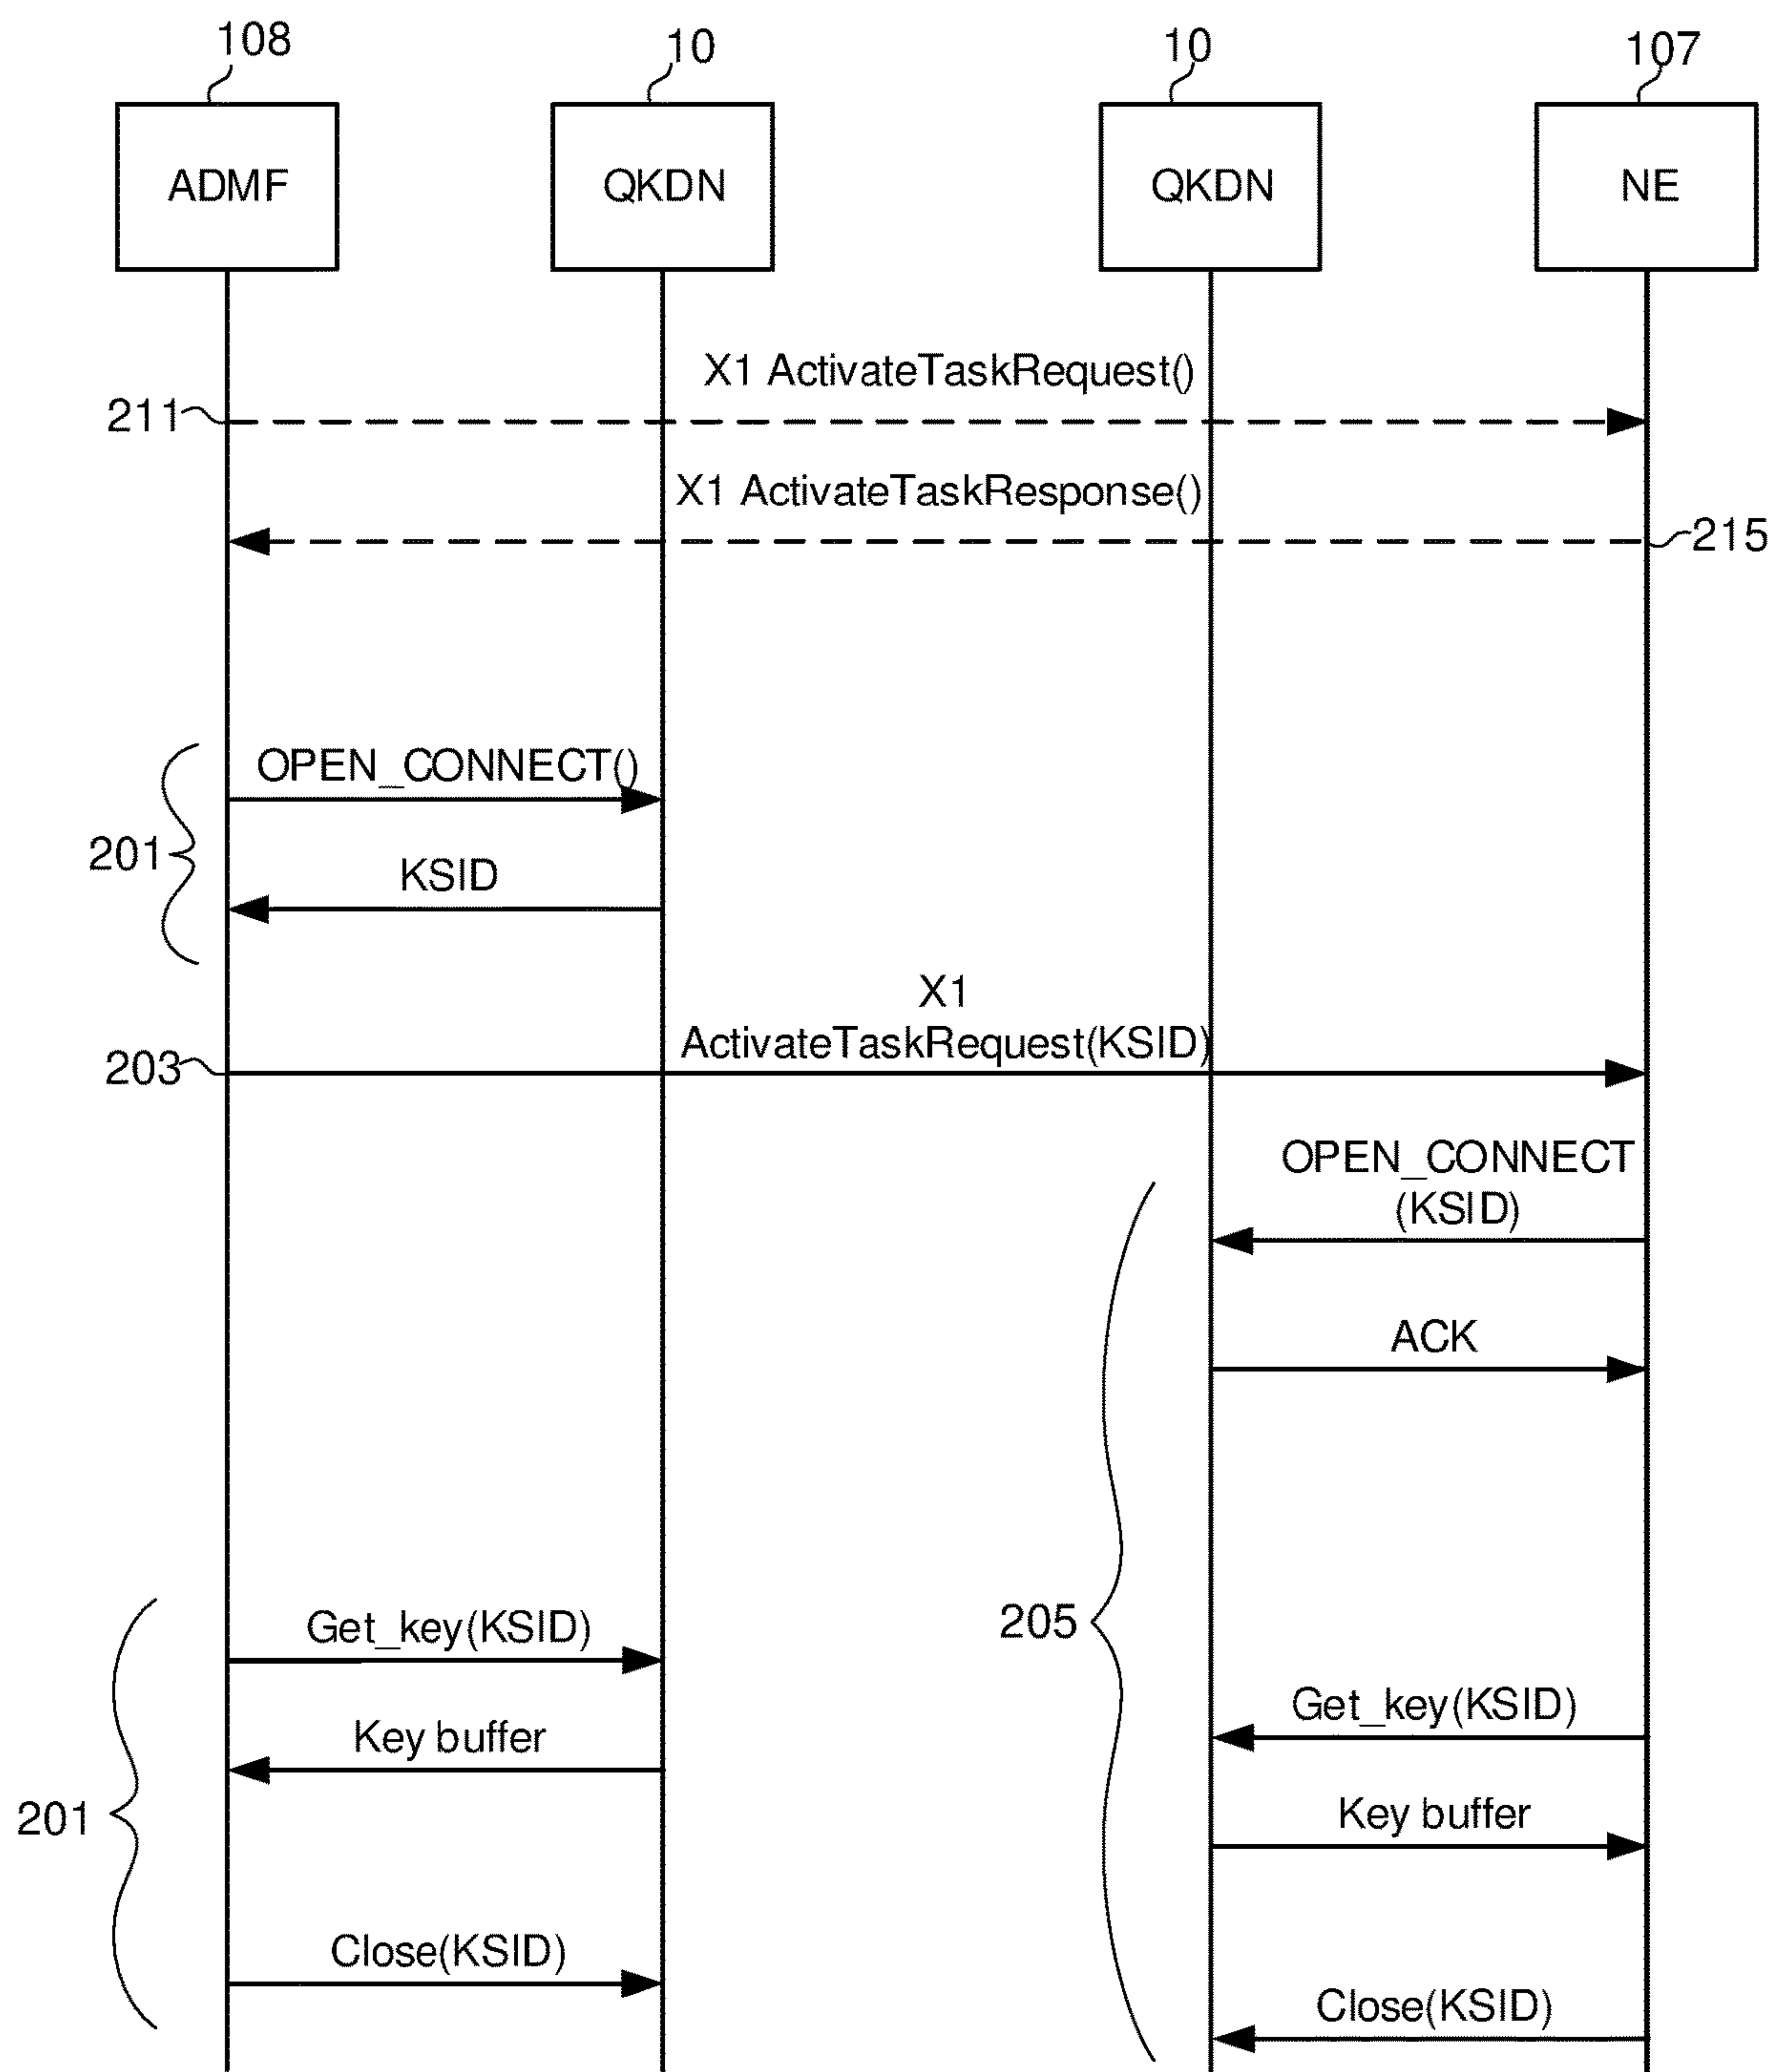 108
10
10
107
ADMF
QKDN
QKDN
NE
X1 ActivateTaskRequest()
211
X1 ActivateTaskResponse()
215
OPEN_CONNECT()
201
KSID
X1
ActivateTaskRequest(KSID)
203
OPEN_CONNECT
(KSID)
ACK
205
Get_key(KSID)
Get_key(KSID)
Key buffer
201
Key buffer
Close(KSID)
Close(KSID)